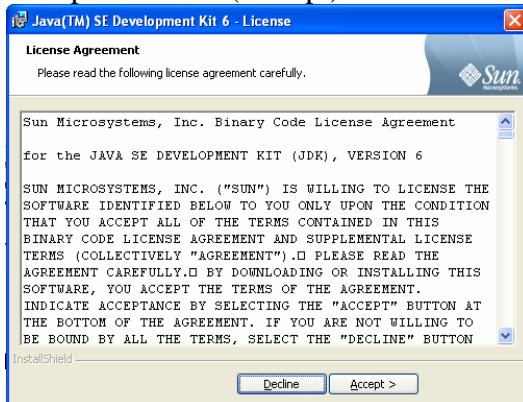 Java(TM) SE Development Kit 6 - License
License Agreement
Please read the following license agreement carefully.
Sun
microsystems
Sun Microsystems, Inc. Binary Code License Agreement
for the JAVA SE DEVELOPMENT KIT (JDK), VERSION 6
SUN MICROSYSTEMS, INC. ("SUN") IS WILLING TO LICENSE THE
SOFTWARE IDENTIFIED BELOW TO YOU ONLY UPON THE CONDITION
THAT YOU ACCEPT ALL OF THE TERMS CONTAINED IN THIS
BINARY CODE LICENSE AGREEMENT AND SUPPLEMENTAL LICENSE
TERMS (COLLECTIVELY "AGREEMENT").□ PLEASE READ THE
AGREEMENT CAREFULLY.□ BY DOWNLOADING OR INSTALLING THIS
SOFTWARE, YOU ACCEPT THE TERMS OF THE AGREEMENT.
INDICATE ACCEPTANCE BY SELECTING THE "ACCEPT" BUTTON AT
THE BOTTOM OF THE AGREEMENT. IF YOU ARE NOT WILLING TO
BE BOUND BY ALL THE TERMS, SELECT THE "DECLINE" BUTTON
InstallShield
Decline
Accept >